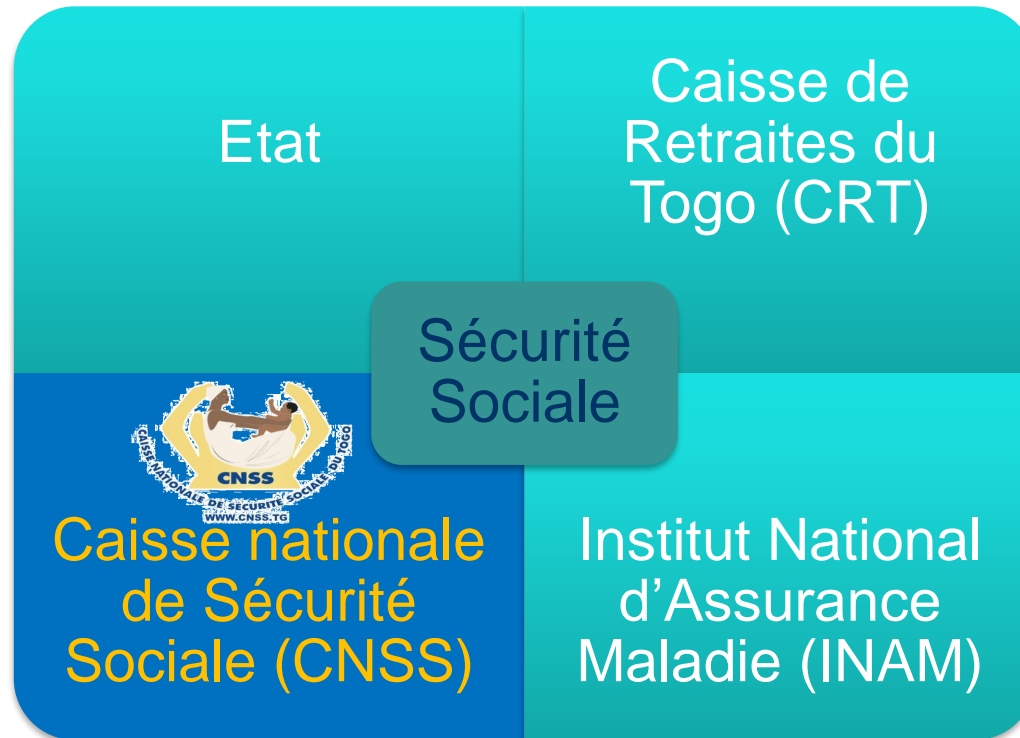 Etat
Caisse de
Retraites du
Togo (CRT)
Sécurité
Sociale
CNSS
CAISSE NATIONALE DE SECURITE SOCIALE DU TOGO
WWW.CNSS.TG
Caisse nationale
de Sécurité
Sociale (CNSS)
Institut National
d’Assurance
Maladie (INAM)